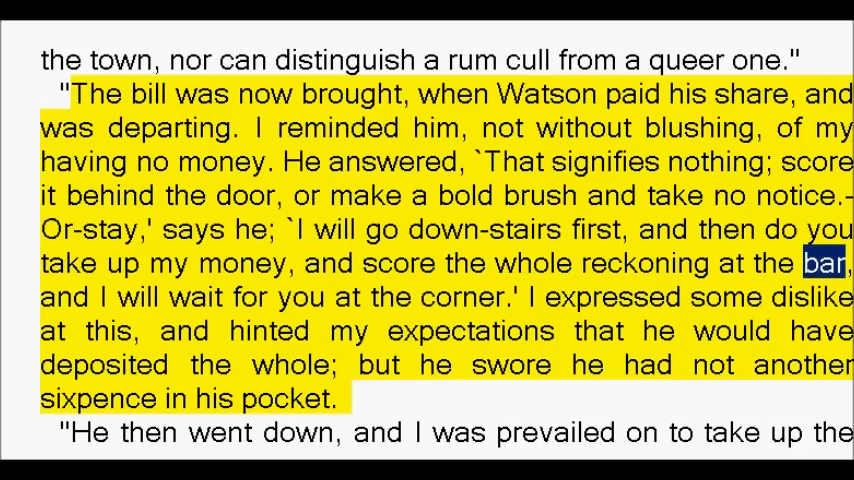 the town, nor can distinguish a rum cull from a queer one."
"The bill was now brought, when Watson paid his share, and
was departing. I reminded him, not without blushing, of my
having no money. He answered, `That signifies nothing; score
it behind the door, or make a bold brush and take no notice.-
Or-stay,' says he; `I will go down-stairs first, and then do you
take up my money, and score the whole reckoning at the bar,
and I will wait for you at the corner.' I expressed some dislike
at this, and hinted my expectations that he would have
deposited the whole; but he swore he had not another
sixpence in his pocket.
"He then went down, and I was prevailed on to take up the